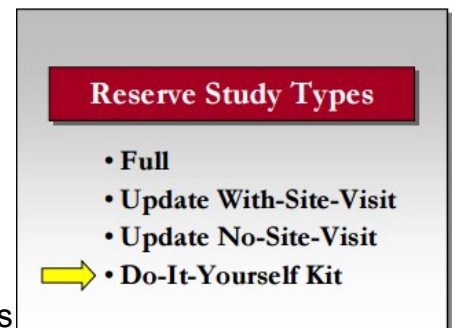 Reserve Study Types
• Full
• Update With-Site-Visit
• Update No-Site-Visit
• Do-It-Yourself Kit
s